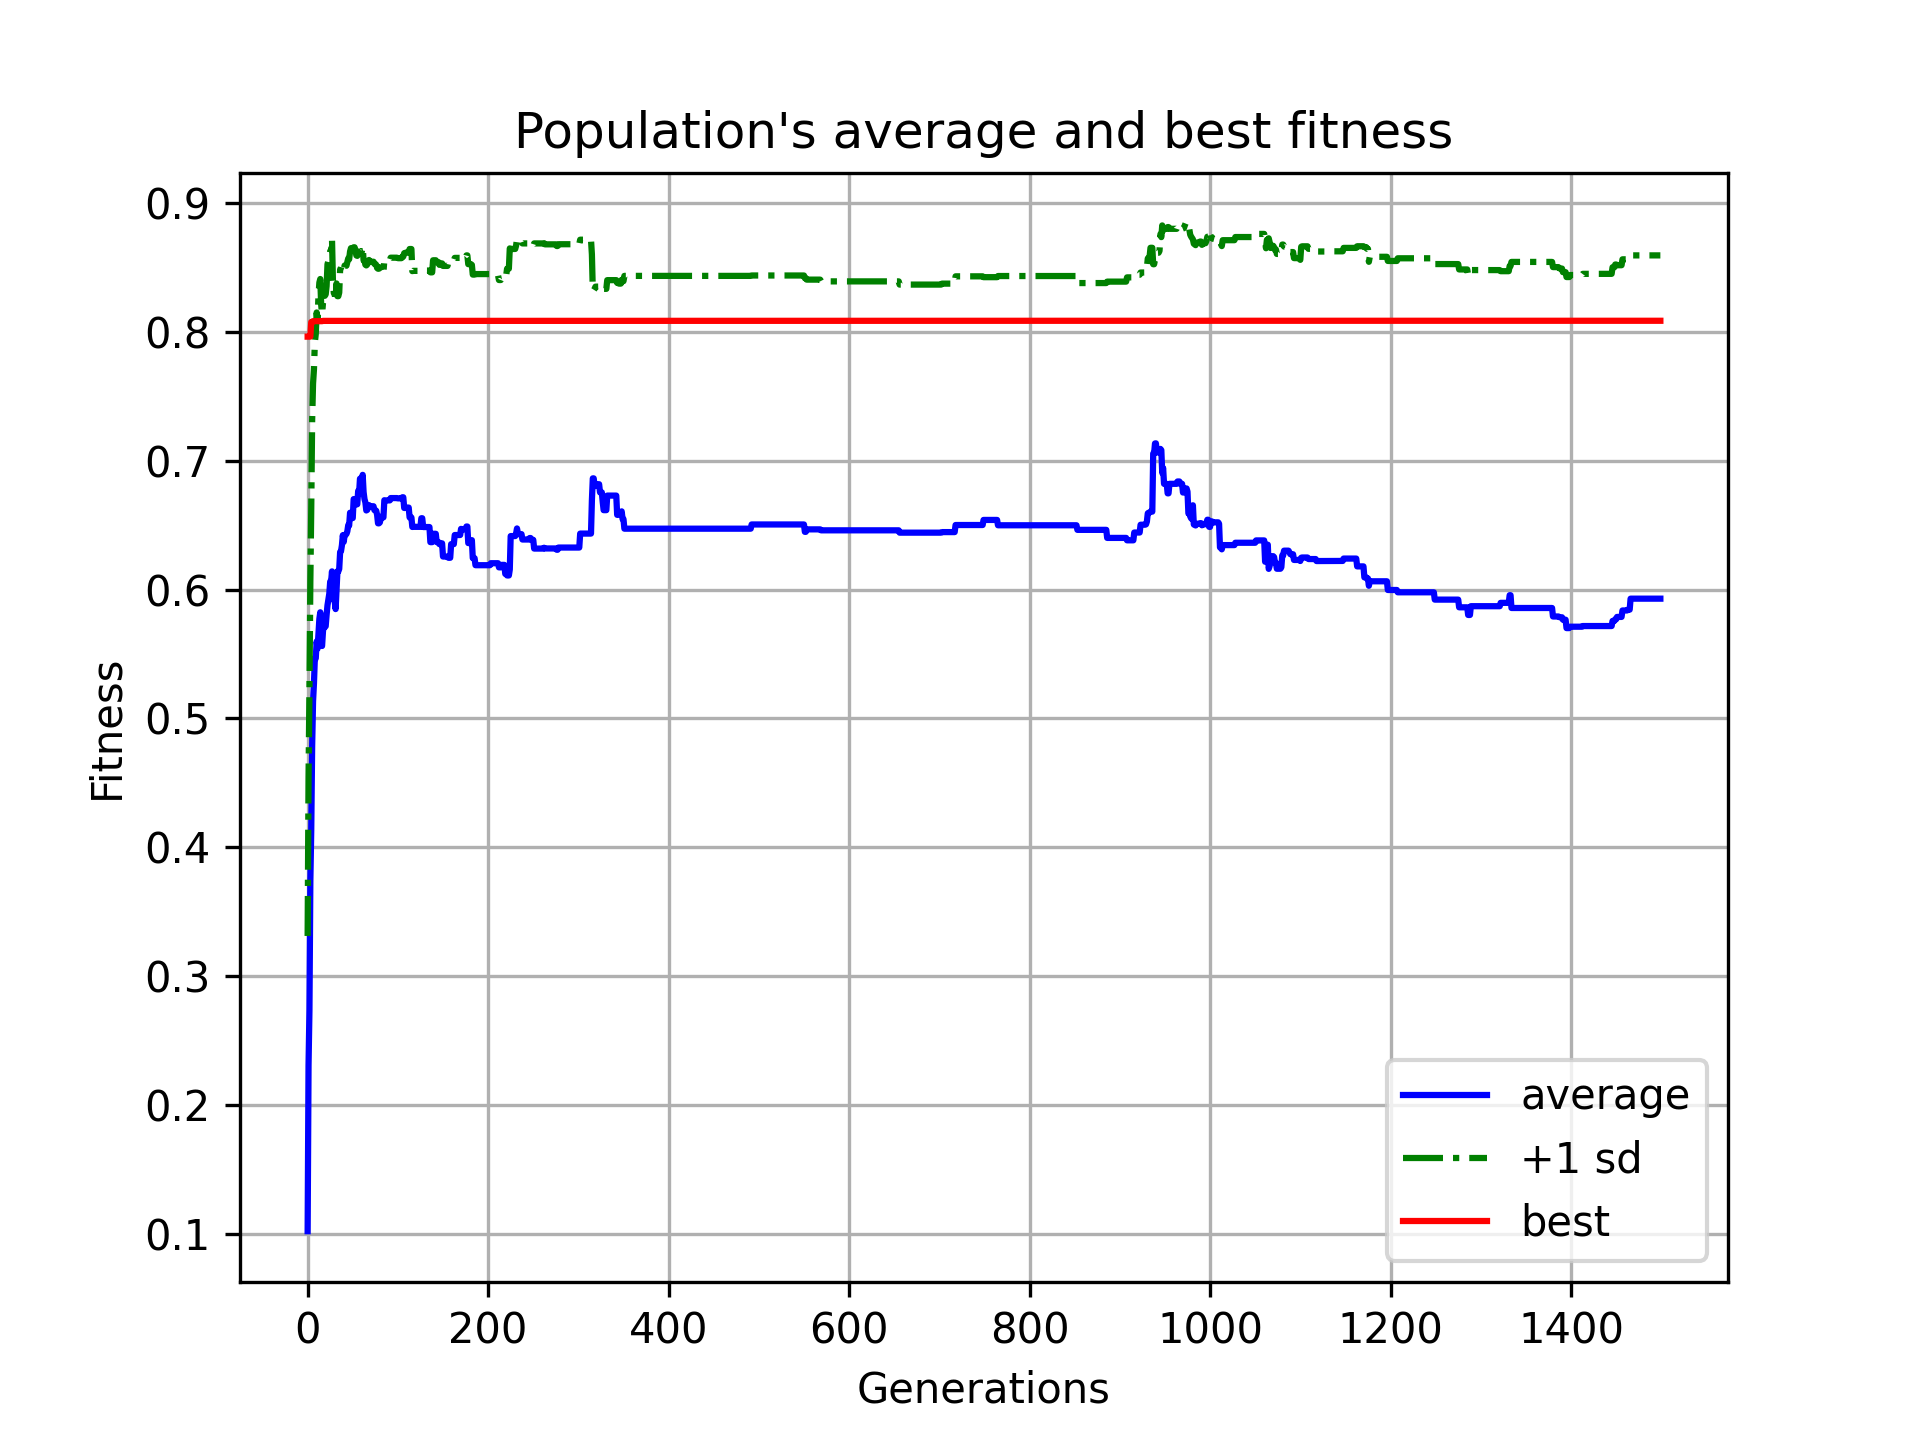 Population's average and best fitness
0.9
0.8
0.7
0.6
0.5
0.4
0.3
0.2
0.1
Fitness
0 200 400 600 800 1000 1200 1400
Generations
average
+1 sd
best